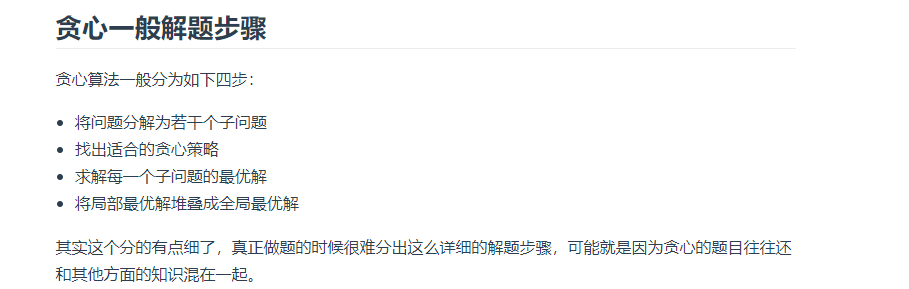 贪心一般解题步骤
贪心算法一般分为如下四步：
将问题分解为若干个子问题
找出适合的贪心策略
求解每一个子问题的最优解
将局部最优解堆叠成全局最优解
其实这个分的有点细了，真正做题的时候很难分出这么详细的解题步骤，可能就是因为贪心的题目往往还
和其他方面的知识混在一起。